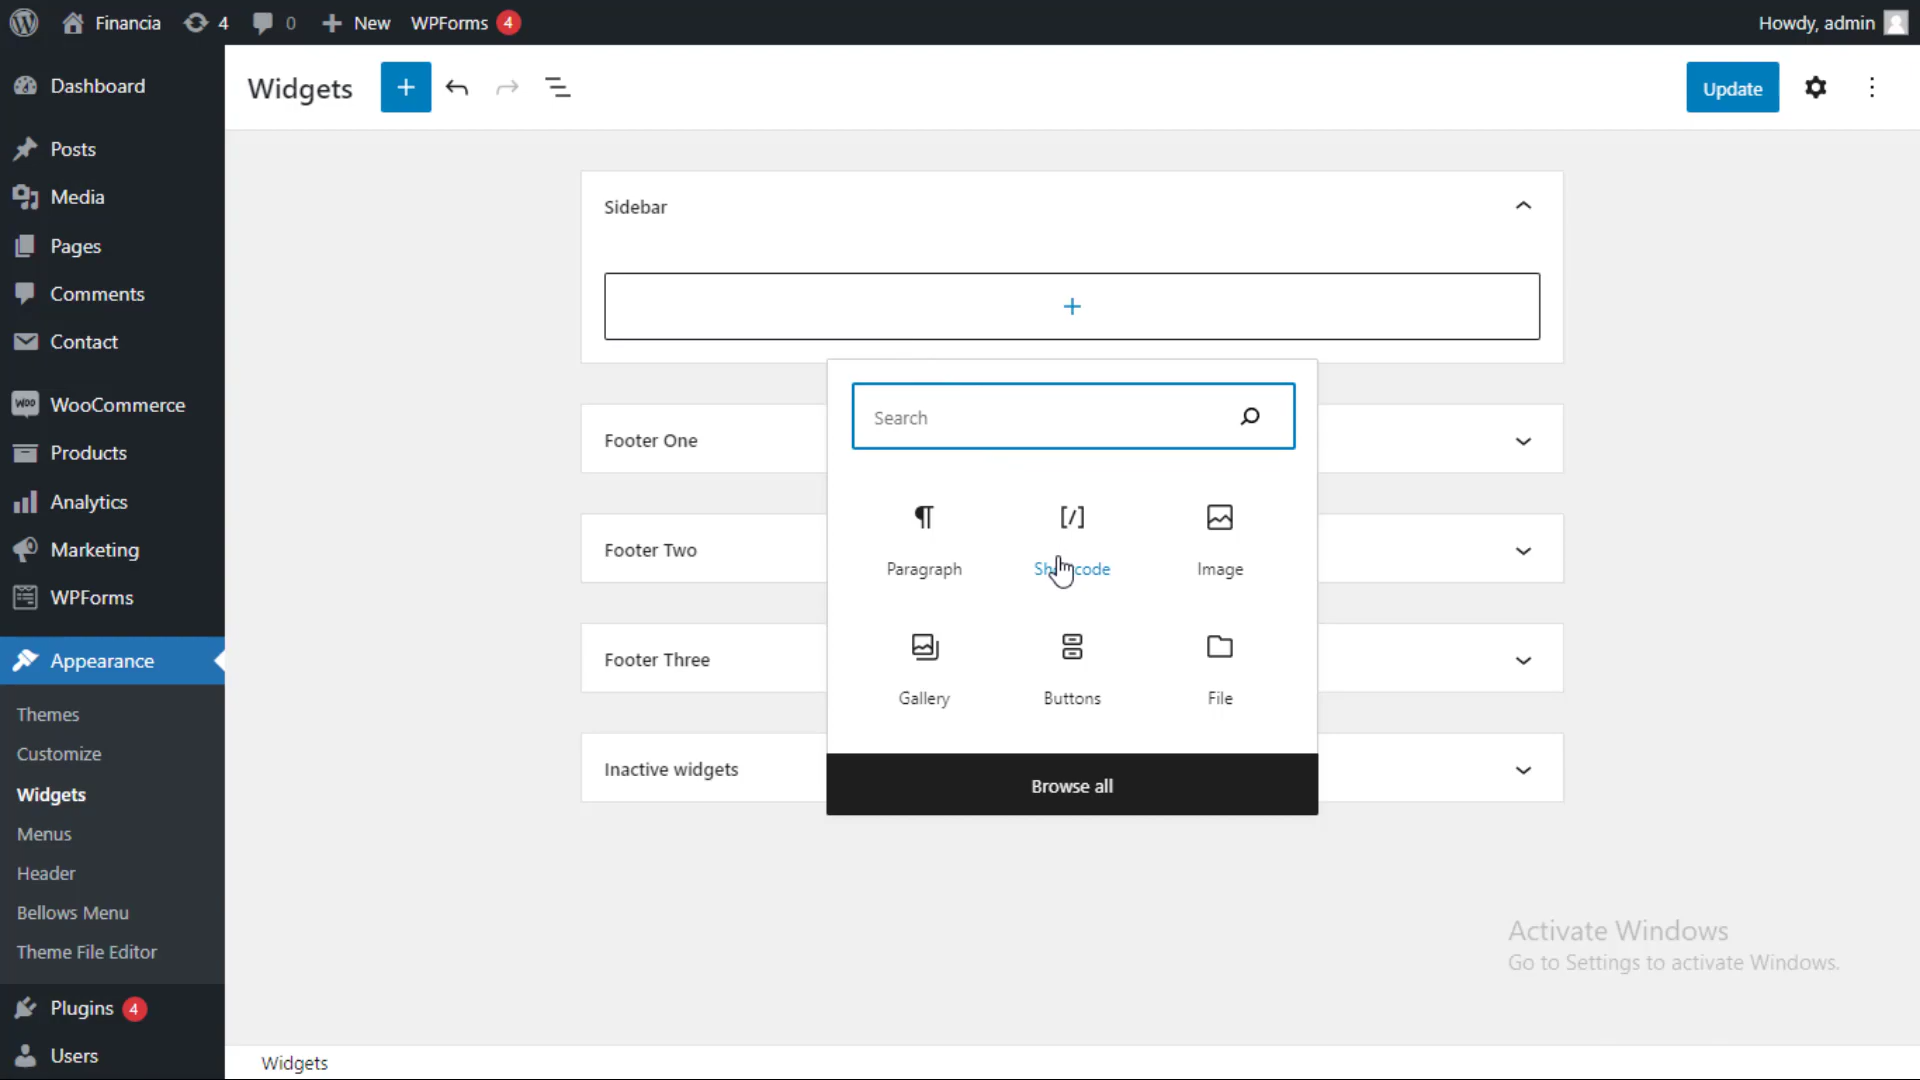 Financia 4 0 New WPForms 4 Howdy, admin
Widgets Update
Dashboard
Posts
Media
Pages
Comments
Contact
WooCommerce
Products
Analytics
Marketing
WPForms
Appearance
Themes
Customize
Widgets
Menus
Header
Bellows Menu
Theme File Editor
Plugins 4
Users
Sidebar
Footer One
Footer Two
Footer Three
Inactive widgets
Search
Paragraph Shortcode Image
Gallery Buttons File
Browse all
Activate Windows
Go to Settings to activate Windows.
Widgets